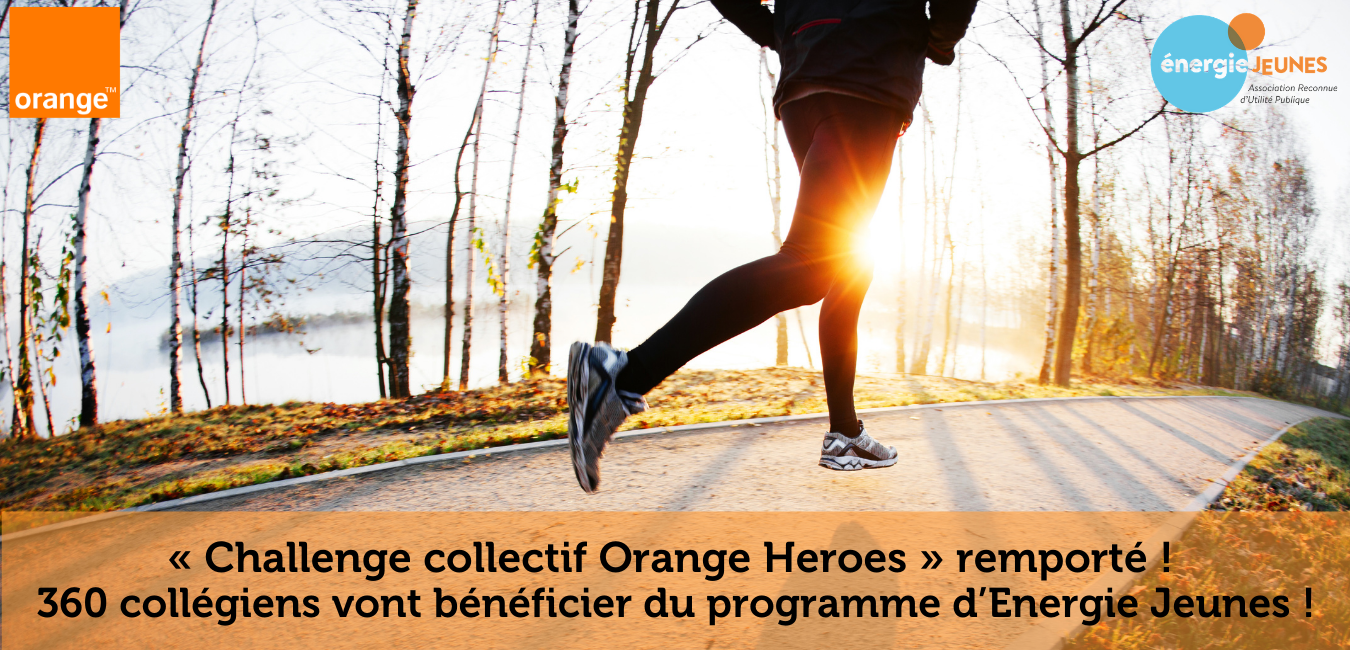 orange™
énergie JEUNES
Association Reconnue
d'Utilité Publique
« Challenge collectif Orange Heroes » remporté !
360 collégiens vont bénéficier du programme d’Energie Jeunes !